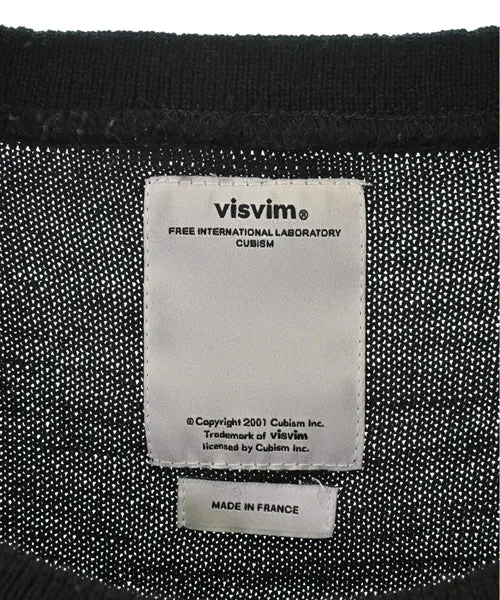 visvim®
FREE INTERNATIONAL LABORATORY
CUBISM
© Copyright 2001 Cubism Inc.
Trademark of visvim
licensed by Cubism Inc.
MADE IN FRANCE